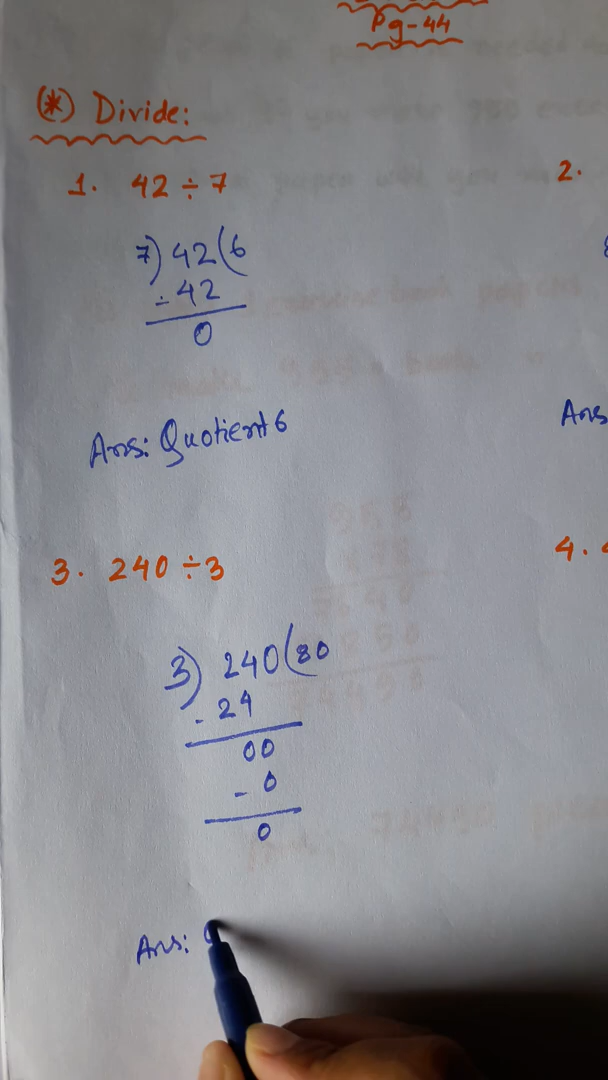 Pg-44
(*) Divide:
1. 42 ÷ 7
2.
7) 42 (6
- 42
0
Ans: Quotient 6
Ans
3. 240 ÷ 3
4.
3) 240 (80
- 24
00
- 0
0
Ans: